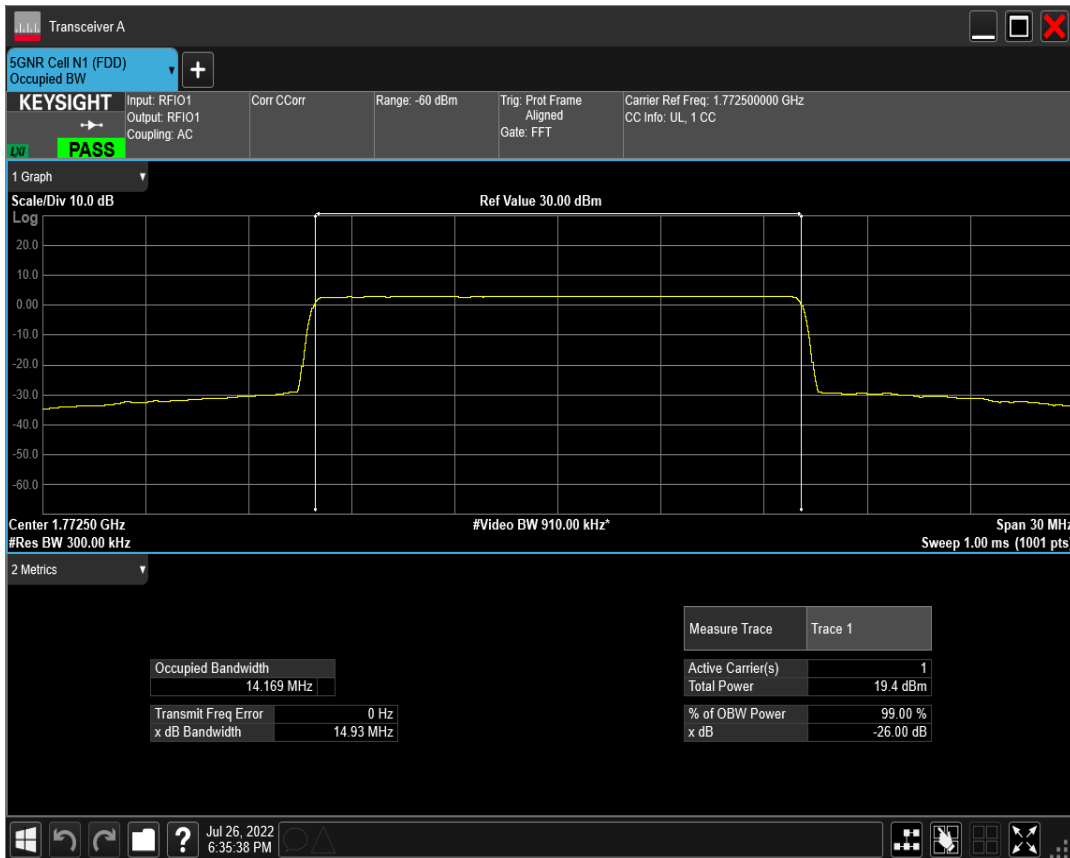 Transceiver A
5GNR Cell N1 (FDD)
Occupied BW
+
KEYSIGHT
LXI
PASS
Input: RFIO1
Output: RFIO1
Coupling: AC
Corr CCorr
Range: -60 dBm
Trig: Prot Frame
Aligned
Gate: FFT
Carrier Ref Freq: 1.772500000 GHz
CC Info: UL, 1 CC
1 Graph
Scale/Div 10.0 dB
Ref Value 30.00 dBm
Log
20.0
10.0
0.00
-10.0
-20.0
-30.0
-40.0
-50.0
-60.0
Center 1.77250 GHz
#Video BW 910.00 kHz*
Span 30 MHz
#Res BW 300.00 kHz
Sweep 1.00 ms (1001 pts)
2 Metrics
Measure Trace Trace 1
Occupied Bandwidth
14.169 MHz
Transmit Freq Error 0 Hz
x dB Bandwidth 14.93 MHz
Active Carrier(s) 1
Total Power 19.4 dBm
% of OBW Power 99.00 %
x dB -26.00 dB
?
Jul 26, 2022
6:35:38 PM